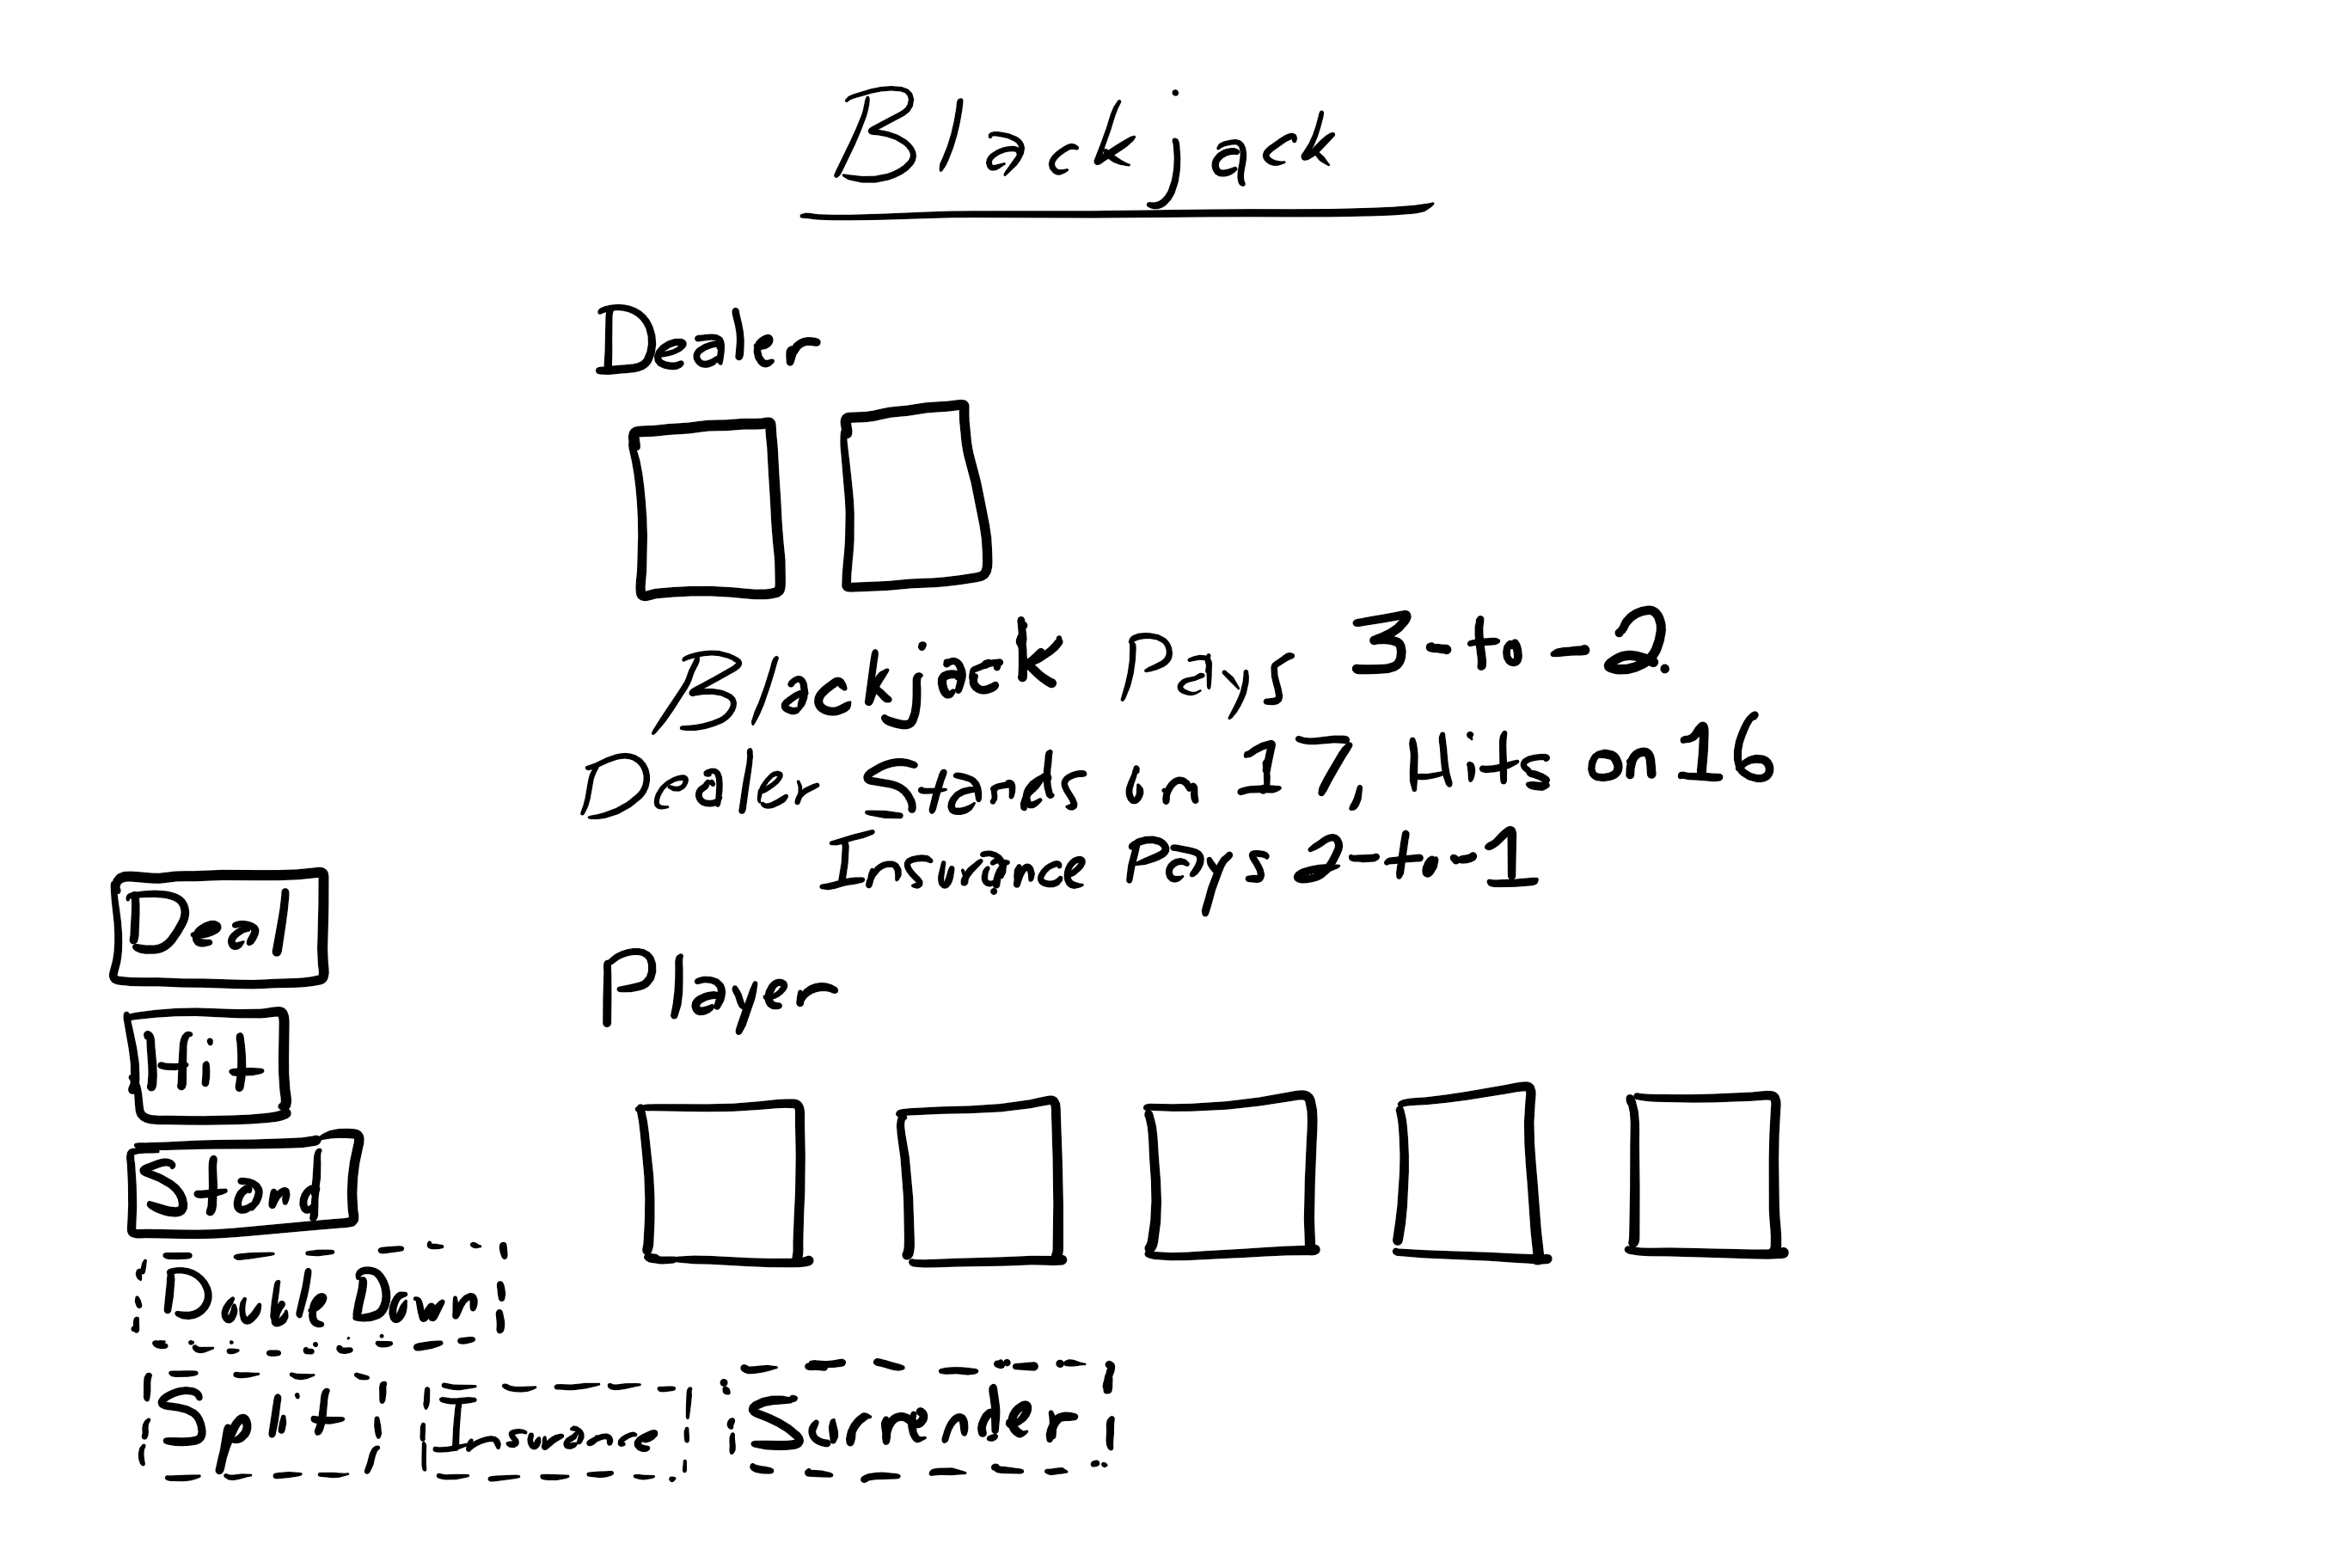 Blackjack
Dealer
Blackjack Pays 3-to-2.
Dealer Stands on 17, Hits on 16
Insurance Pays 2-to-1
Deal
Player
Hit
Stand
Double Down
Split Insurance Surrender